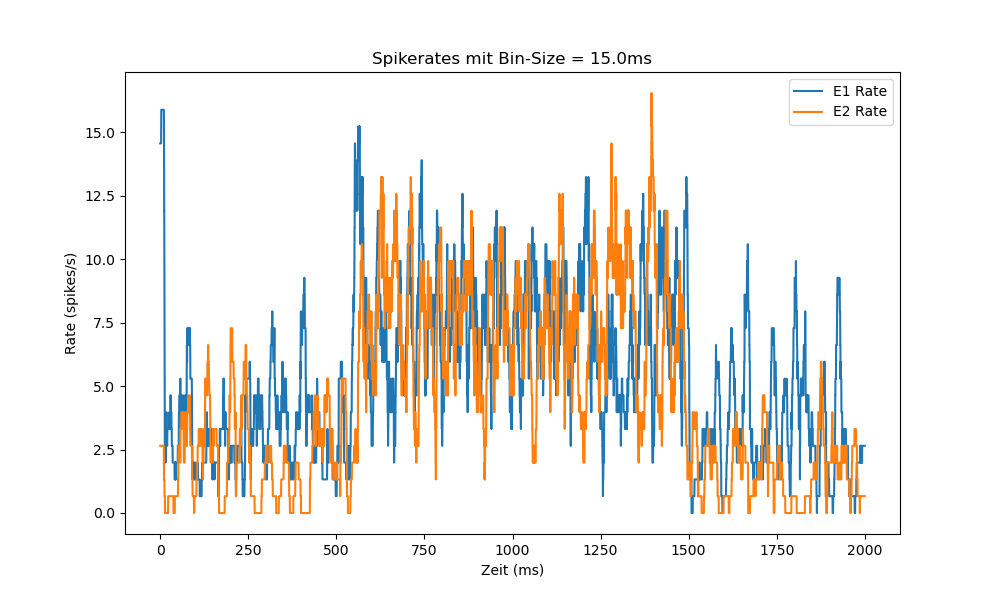 Spikerates mit Bin-Size = 15.0ms
E1 Rate
E2 Rate
Rate (spikes/s)
15.0
12.5
10.0
7.5
5.0
2.5
0.0
0 250 500 750 1000 1250 1500 1750 2000
Zeit (ms)